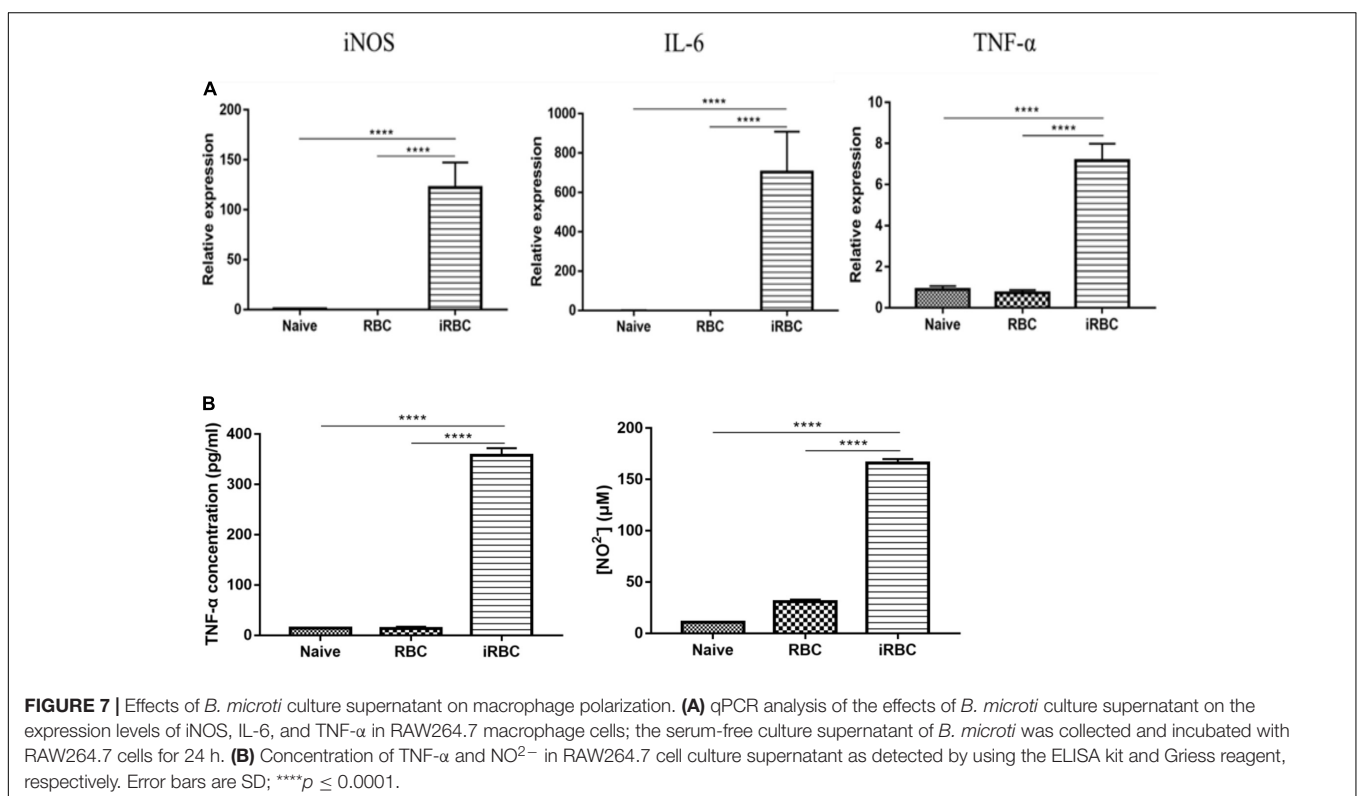 iNOS IL-6 TNF-α
A
200
150
100
50
0
Relative expression
****
****
Naive RBC iRBC
1000
800
600
400
200
0
Relative expression
****
****
Naive RBC iRBC
10
8
6
4
2
0
Relative expression
****
****
Naive RBC iRBC
B
400
300
200
100
0
TNF-α concentration (pg/ml)
****
****
Naive RBC iRBC
200
150
100
50
0
[NO²⁻] (µM)
****
****
Naive RBC iRBC
FIGURE 7 | Effects of B. microti culture supernatant on macrophage polarization. (A) qPCR analysis of the effects of B. microti culture supernatant on the
expression levels of iNOS, IL-6, and TNF-α in RAW264.7 macrophage cells; the serum-free culture supernatant of B. microti was collected and incubated with
RAW264.7 cells for 24 h. (B) Concentration of TNF-α and NO²⁻ in RAW264.7 cell culture supernatant as detected by using the ELISA kit and Griess reagent,
respectively. Error bars are SD; ****p ≤ 0.0001.